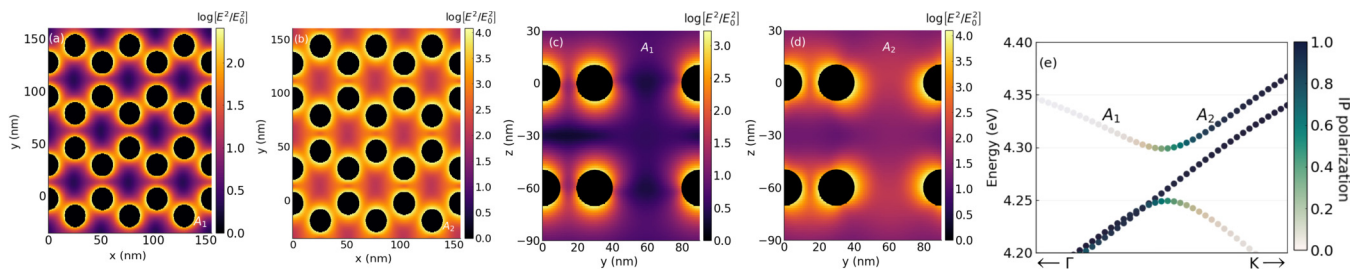 log[E²/E₀²]
(a)
150
100
50
0
y (nm)
0
50
100
150
x (nm)
A₁
2.0
1.5
1.0
0.5
0.0
log[E²/E₀²]
(b)
150
100
50
0
y (nm)
0
50
100
150
x (nm)
A₂
4.0
3.5
3.0
2.5
2.0
1.5
1.0
0.5
0.0
log[E²/E₀²]
(c)
A₁
30
0
−30
−60
−90
z (nm)
0
20
40
60
80
y (nm)
3.0
2.5
2.0
1.5
1.0
0.5
0.0
log[E²/E₀²]
(d)
A₂
30
0
−30
−60
−90
z (nm)
0
20
40
60
80
y (nm)
4.0
3.5
3.0
2.5
2.0
1.5
1.0
0.5
0.0
(e)
4.40
4.35
4.30
4.25
4.20
Energy (eV)
A₁
A₂
← Γ
K →
1.0
0.8
0.6
0.4
0.2
0.0
IP polarization